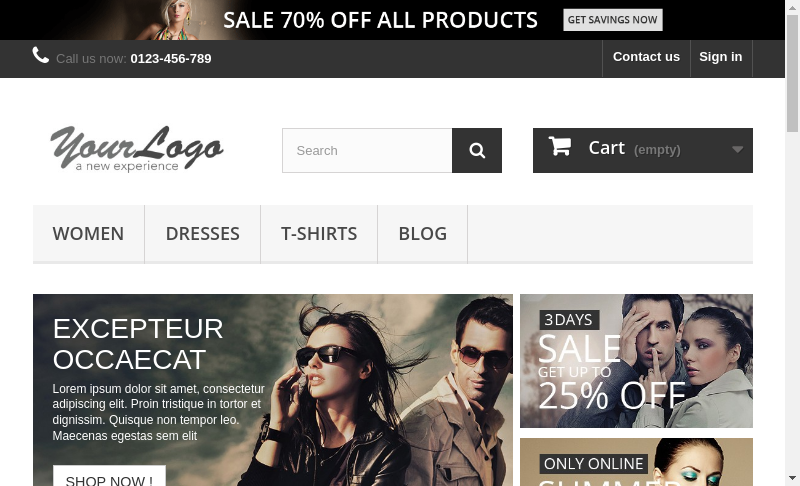 SALE 70% OFF ALL PRODUCTS
GET SAVINGS NOW
Call us now: 0123-456-789
Contact us
Sign in
YourLogo
a new experience
Search
Cart (empty)
WOMEN
DRESSES
T-SHIRTS
BLOG
EXCEPTEUR
OCCAECAT
Lorem ipsum dolor sit amet, consectetur
adipiscing elit. Proin tristique in tortor et
dignissim. Quisque non tempor leo.
Maecenas egestas sem elit
SHOP NOW !
3DAYS
SALE
GET UP TO
25% OFF
ONLY ONLINE
SUMMER